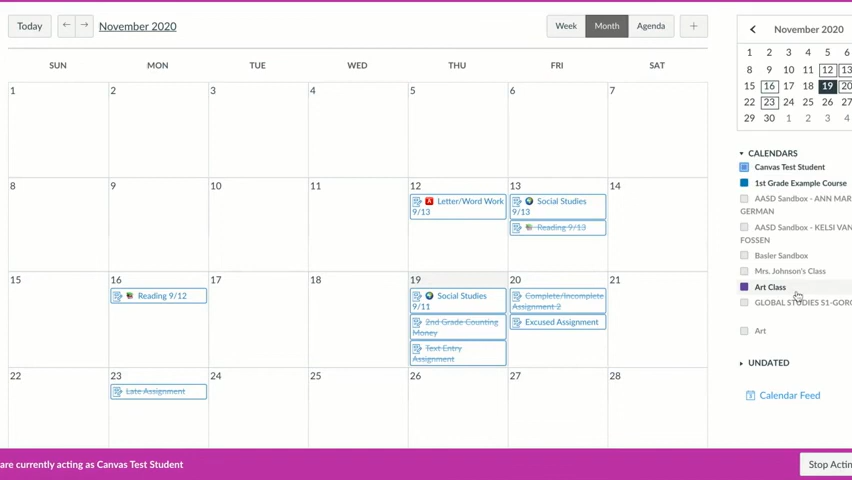 Today ← → November 2020 Week Month Agenda +
SUN MON TUE WED THU FRI SAT
1 2 3 4 5 6 7
8 9 10 11 12 13 14
Letter/Word Work
9/13
Social Studies
9/13
Reading 9/13
15 16 17 18 19 20 21
Reading 9/12
Social Studies
9/11
2nd Grade Counting
Money
Text Entry
Assignment
Complete/Incomplete
Assignment 2
Excused Assignment
22 23 24 25 26 27 28
Late Assignment
November 2020
1 2 3 4 5 6
8 9 10 11 12 13
15 16 17 18 19 20
22 23 24 25 26 27
29 30 1 2 3 4
CALENDARS
Canvas Test Student
1st Grade Example Course
AASD Sandbox - ANN MAR
GERMAN
AASD Sandbox - KELSI VAN
FOSSEN
Basler Sandbox
Mrs. Johnson's Class
Art Class
GLOBAL STUDIES S1-GORC
Art
UNDATED
Calendar Feed
are currently acting as Canvas Test Student
Stop Actin